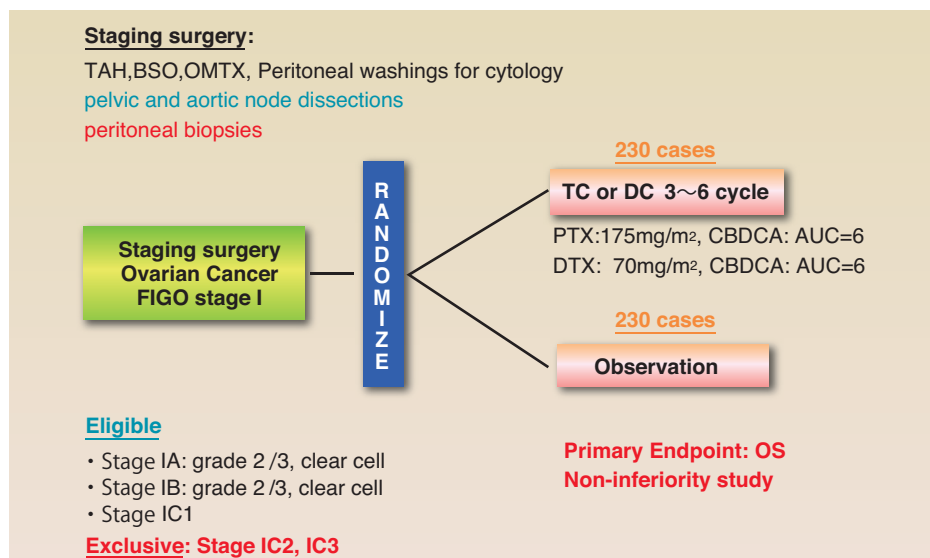 Staging surgery:
TAH,BSO,OMTX, Peritoneal washings for cytology
pelvic and aortic node dissections
peritoneal biopsies
Staging surgery
Ovarian Cancer
FIGO stage I
RANDOMIZE
230 cases
TC or DC 3～6 cycle
PTX:175mg/m², CBDCA: AUC=6
DTX: 70mg/m², CBDCA: AUC=6
230 cases
Observation
Eligible
・Stage IA: grade 2/3, clear cell
・Stage IB: grade 2/3, clear cell
・Stage IC1
Exclusive: Stage IC2, IC3
Primary Endpoint: OS
Non-inferiority study